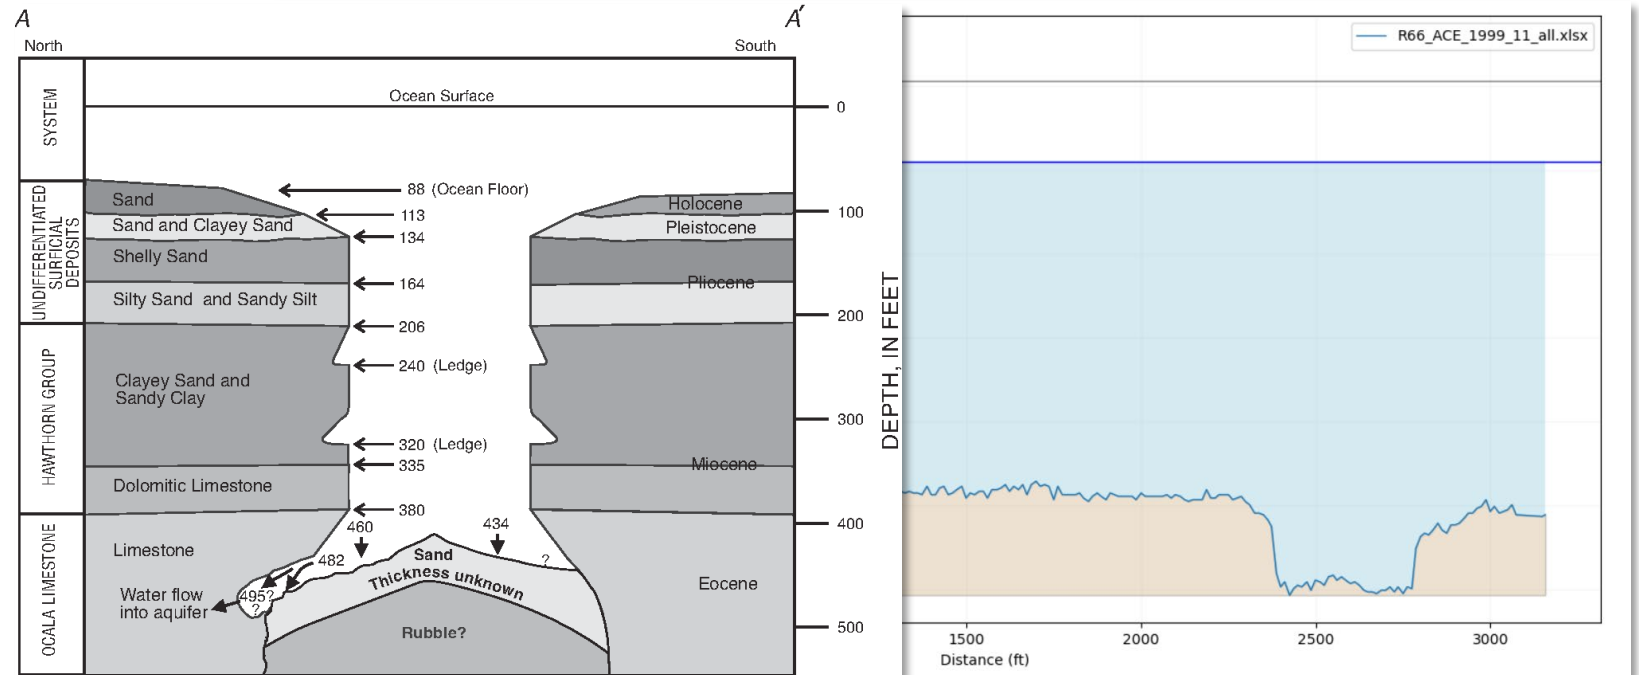 A
A′
North
South
SYSTEM
Ocean Surface
0
UNDIFFERENTIATED
SURFICIAL
DEPOSITS
88 (Ocean Floor)
Sand
Holocene
113
100
Sand and Clayey Sand
Pleistocene
134
Shelly Sand
164
Pliocene
Silty Sand and Sandy Silt
206
200
HAWTHORN GROUP
240 (Ledge)
Clayey Sand and
Sandy Clay
300
320 (Ledge)
335
Miocene
Dolomitic Limestone
380
400
OCALA LIMESTONE
460
434
Limestone
482
Sand
?
Thickness unknown
Eocene
Water flow
into aquifer
495?
?
Rubble?
500
DEPTH, IN FEET
R66_ACE_1999_11_all.xlsx
1500
2000
2500
3000
Distance (ft)